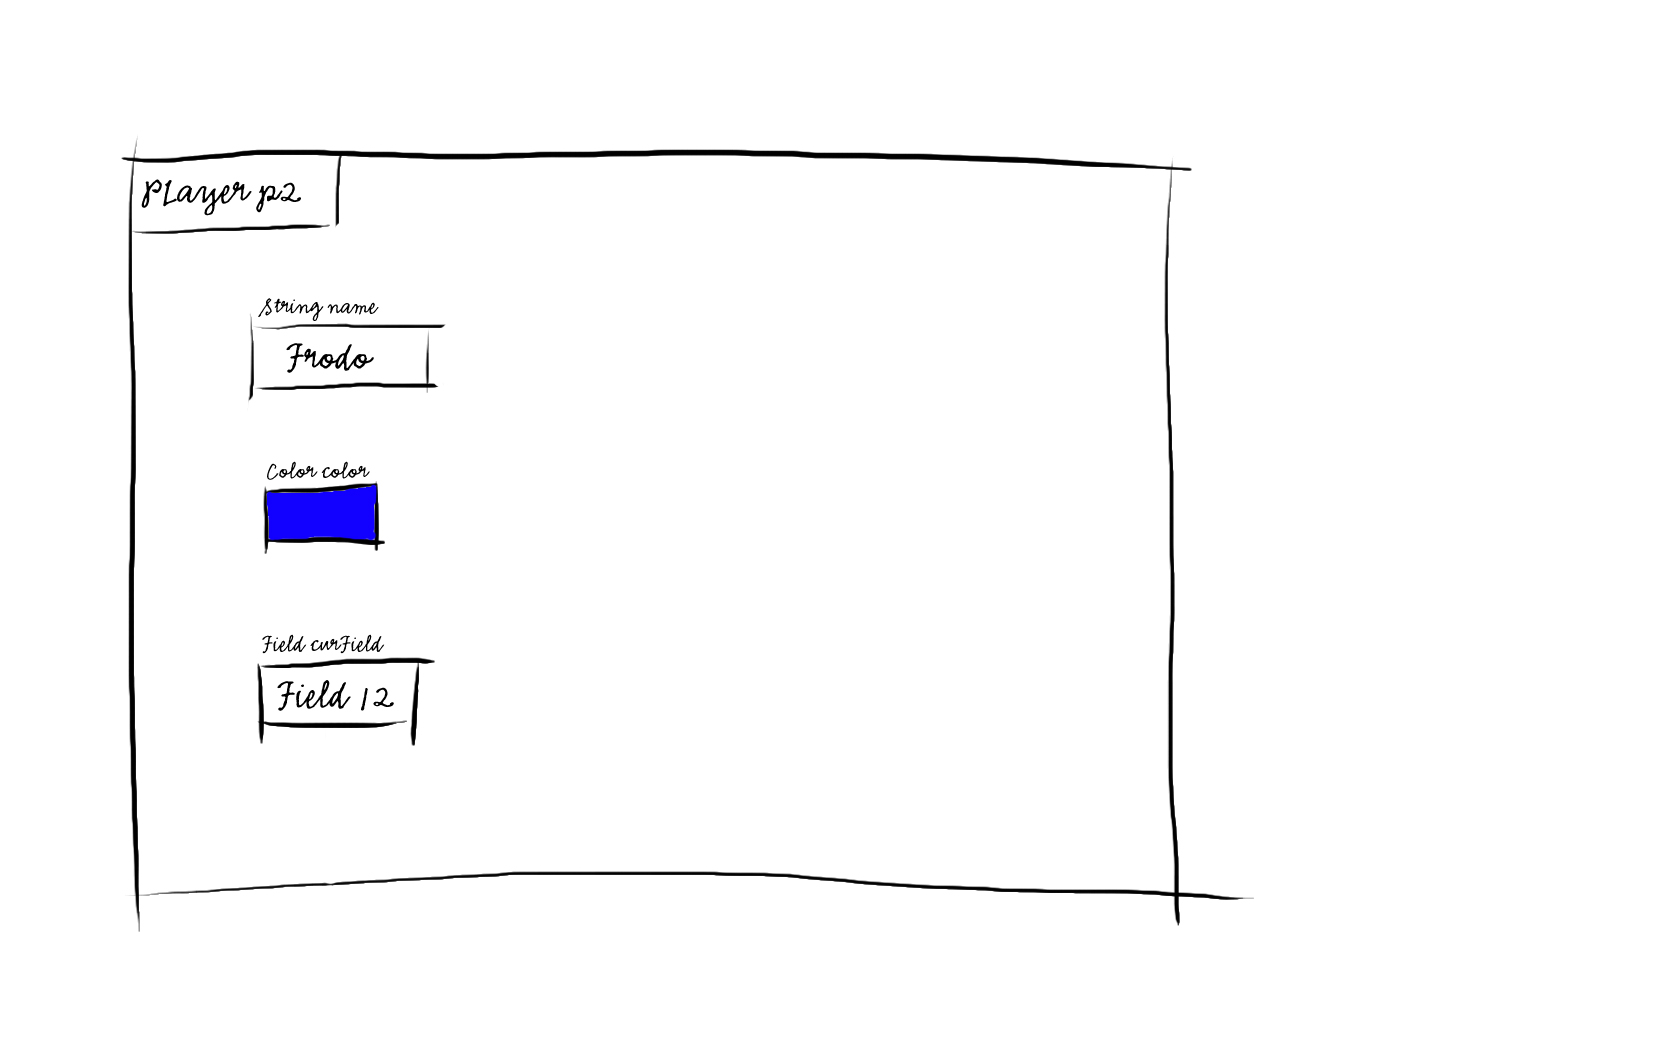 Player p2
String name
Frodo
Color color
Field curField
Field 12